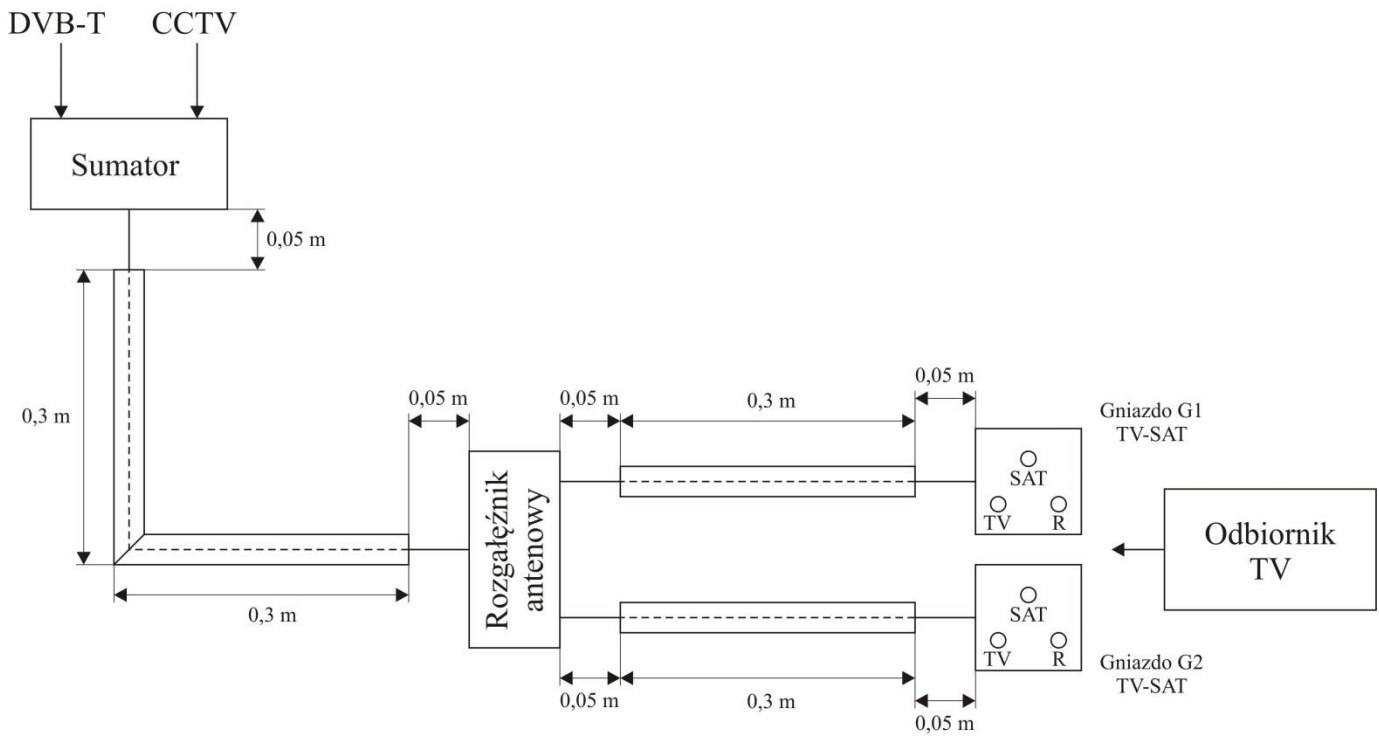 DVB-T CCTV
Sumator
0,05 m
0,3 m
0,3 m
0,05 m
Rozgałęźnik
antenowy
0,05 m
0,3 m
0,05 m
Gniazdo G1
TV-SAT
SAT
TV R
Odbiornik
TV
SAT
TV R
Gniazdo G2
TV-SAT
0,05 m
0,3 m
0,05 m